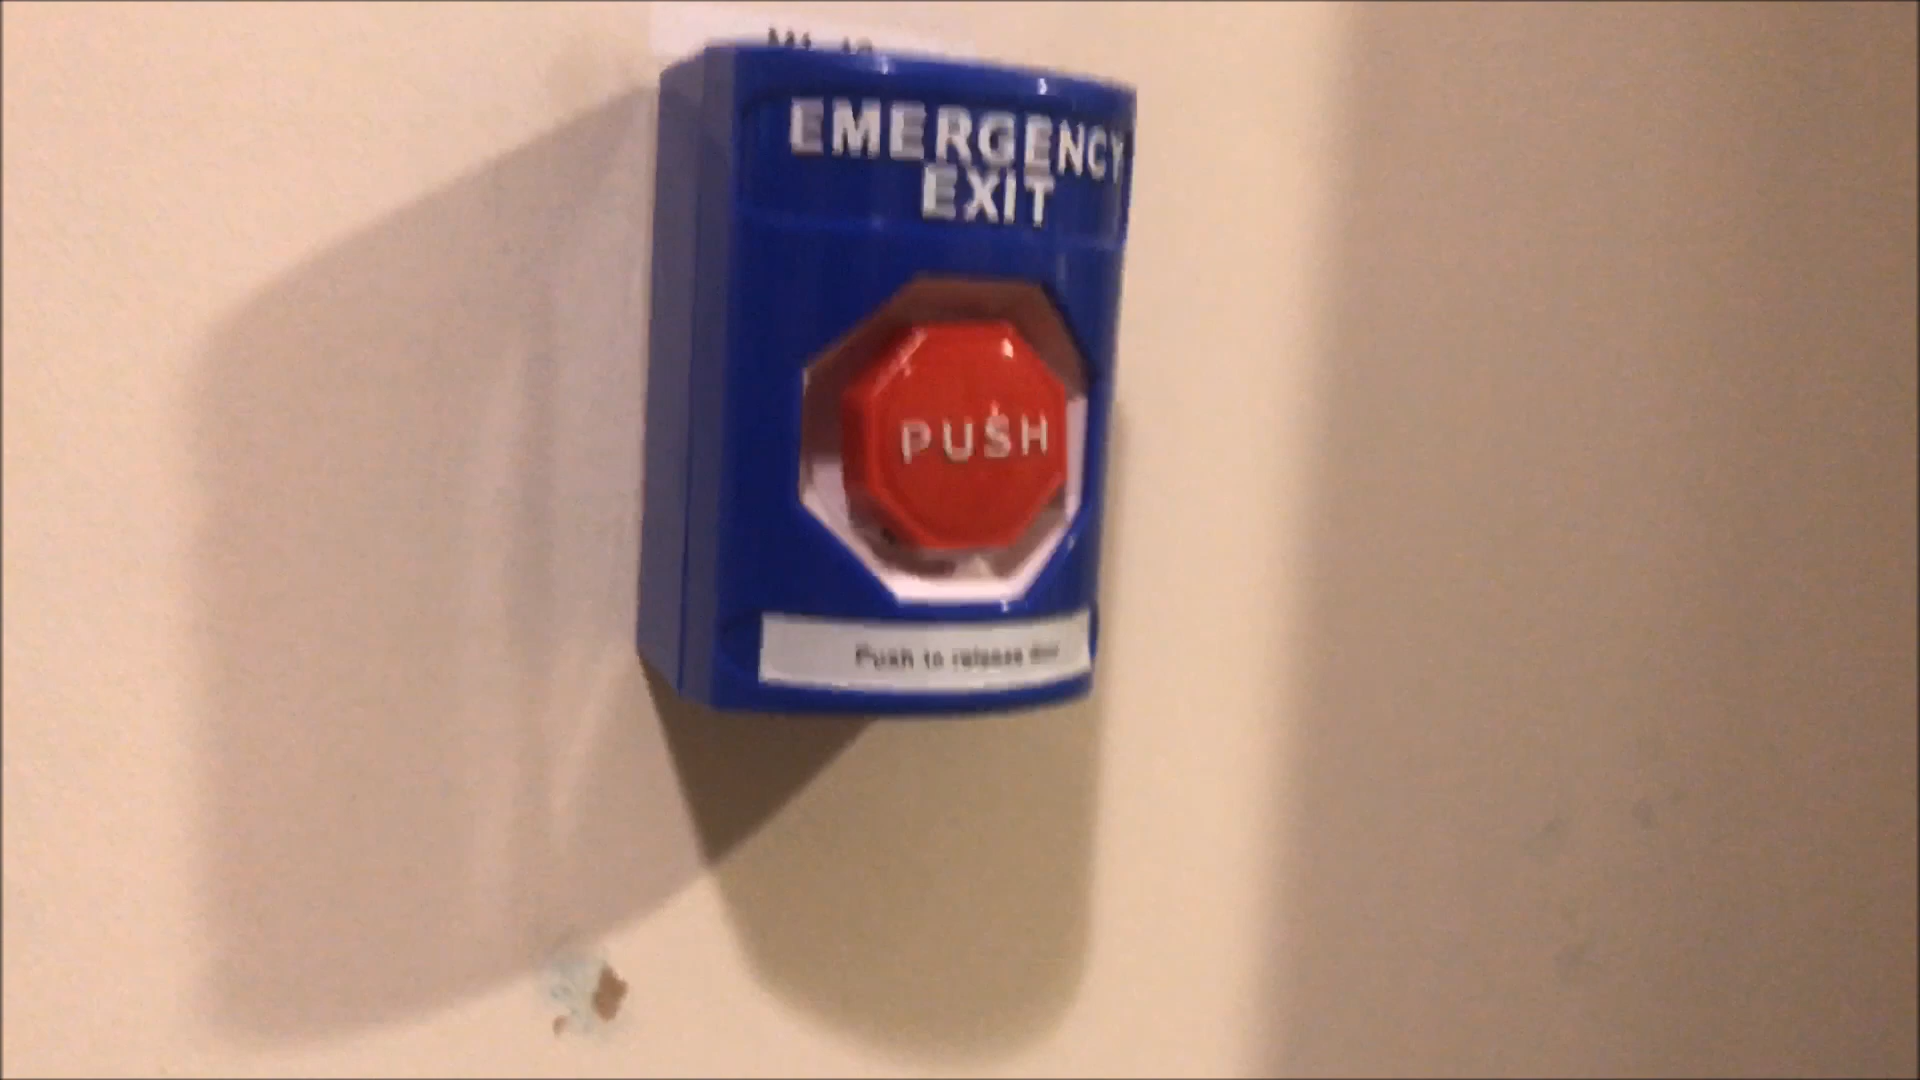 EMERGENCY
EXIT
PUSH
Push to release